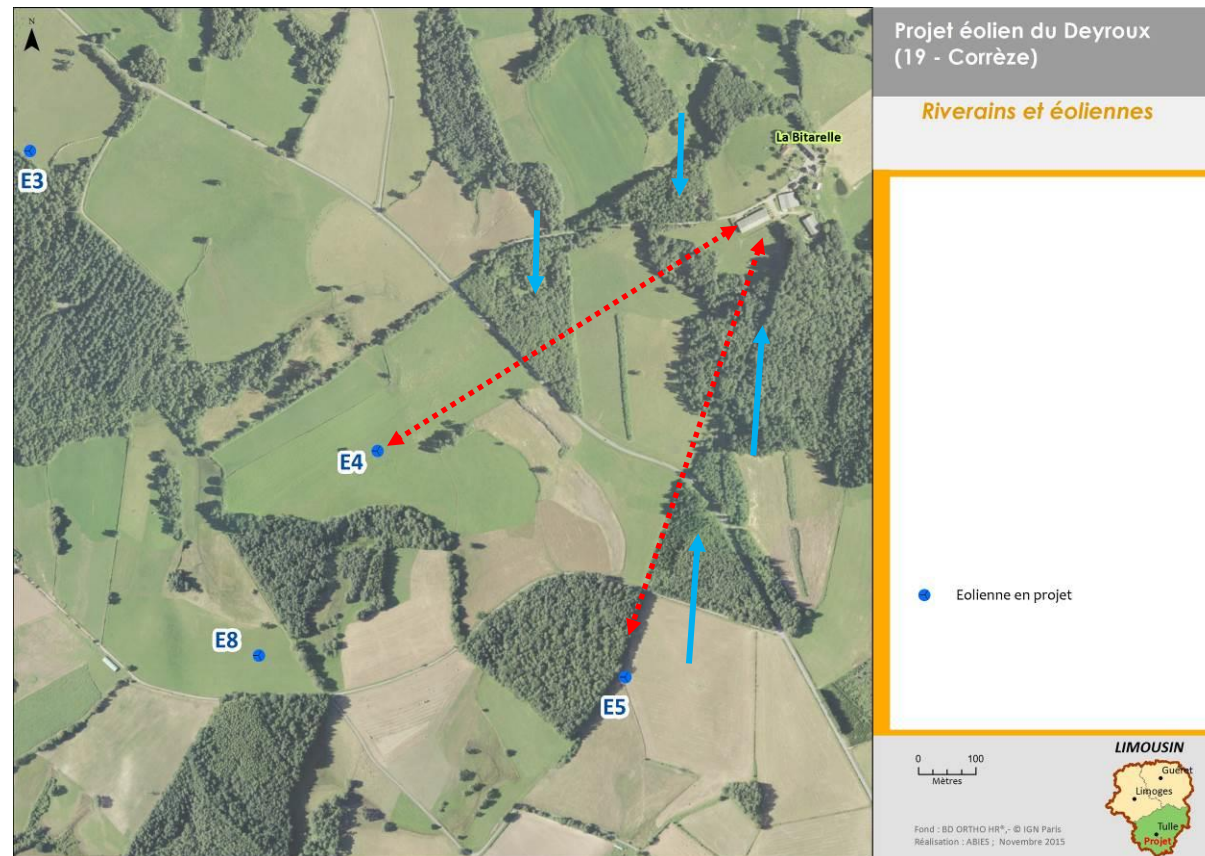 N
Projet éolien du Deyroux
(19 - Corrèze)
Riverains et éoliennes
La Bitarelle
E3
E4
E8
E5
Eolienne en projet
0 100
Mètres
LIMOUSIN
Guéret
Limoges
Tulle
Projet
Fond : BD ORTHO HR®,- © IGN Paris
Réalisation : ABIES ; Novembre 2015